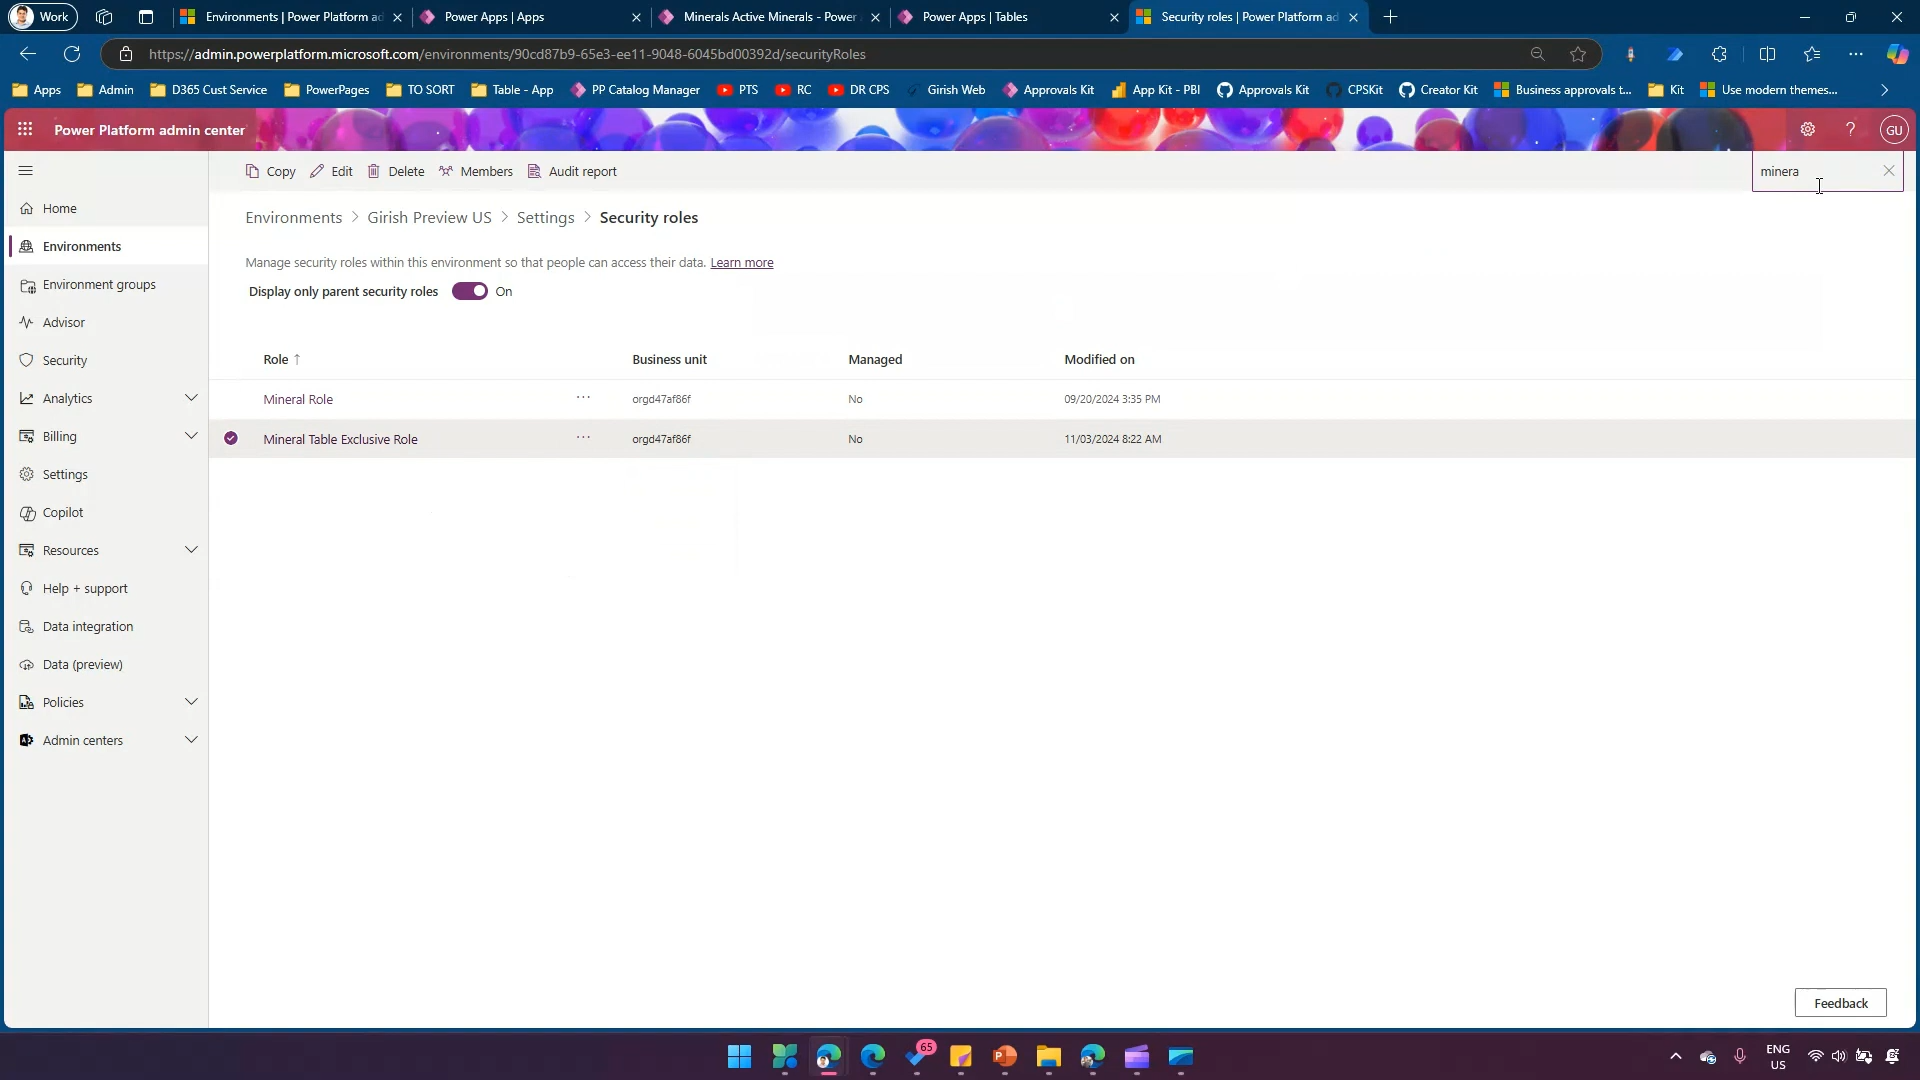 Work
Environments | Power Platform ad
Power Apps | Apps
Minerals Active Minerals - Power
Power Apps | Tables
Security roles | Power Platform ad
https://admin.powerplatform.microsoft.com/environments/90cd87b9-65e3-ee11-9048-6045bd00392d/securityRoles
Apps
Admin
D365 Cust Service
PowerPages
TO SORT
Table - App
PP Catalog Manager
PTS
RC
DR CPS
Girish Web
Approvals Kit
App Kit - PBI
Approvals Kit
CPSKit
Creator Kit
Business approvals t...
Kit
Use modern themes...
Power Platform admin center
?
GU
Copy
Edit
Delete
Members
Audit report
minera
Home
Environments
Environment groups
Advisor
Security
Analytics
Billing
Settings
Copilot
Resources
Help + support
Data integration
Data (preview)
Policies
Admin centers
Environments > Girish Preview US > Settings > Security roles
Manage security roles within this environment so that people can access their data. Learn more
Display only parent security roles On
Role ↑ Business unit Managed Modified on
Mineral Role ... orgd47af86f No 09/20/2024 3:35 PM
Mineral Table Exclusive Role ... orgd47af86f No 11/03/2024 8:22 AM
Feedback
65
ENG
US